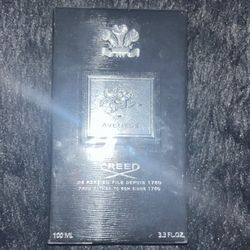 AVENTUS
CREED
DE PERE EN FILS DEPUIS 1760
FROM FATHER TO SON SINCE 1760
100 ML 3.3 FL.OZ.